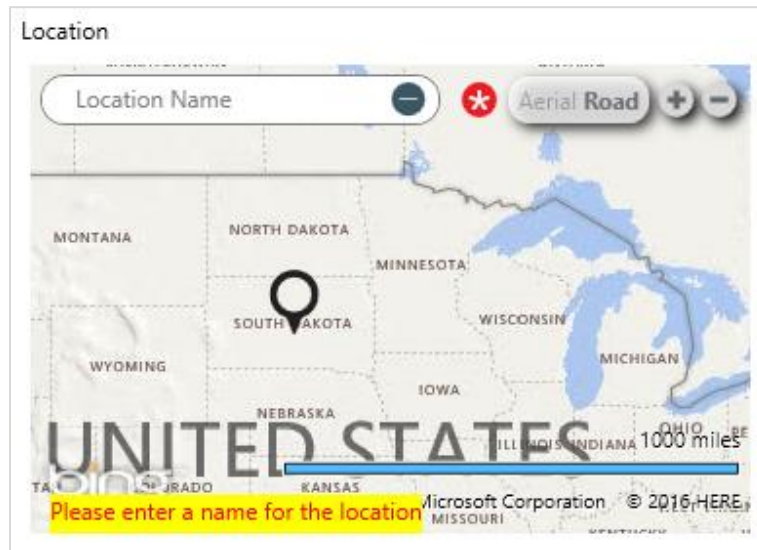 Location
Location Name
Aerial Road
MONTANA
NORTH DAKOTA
MINNESOTA
SOUTH DAKOTA
WISCONSIN
WYOMING
MICHIGAN
IOWA
NEBRASKA
UNITED STATES
ILLINOIS
INDIANA
OHIO
1000 miles
bing
KANSAS
Please enter a name for the location
Microsoft Corporation
© 2016 HERE
MISSOURI